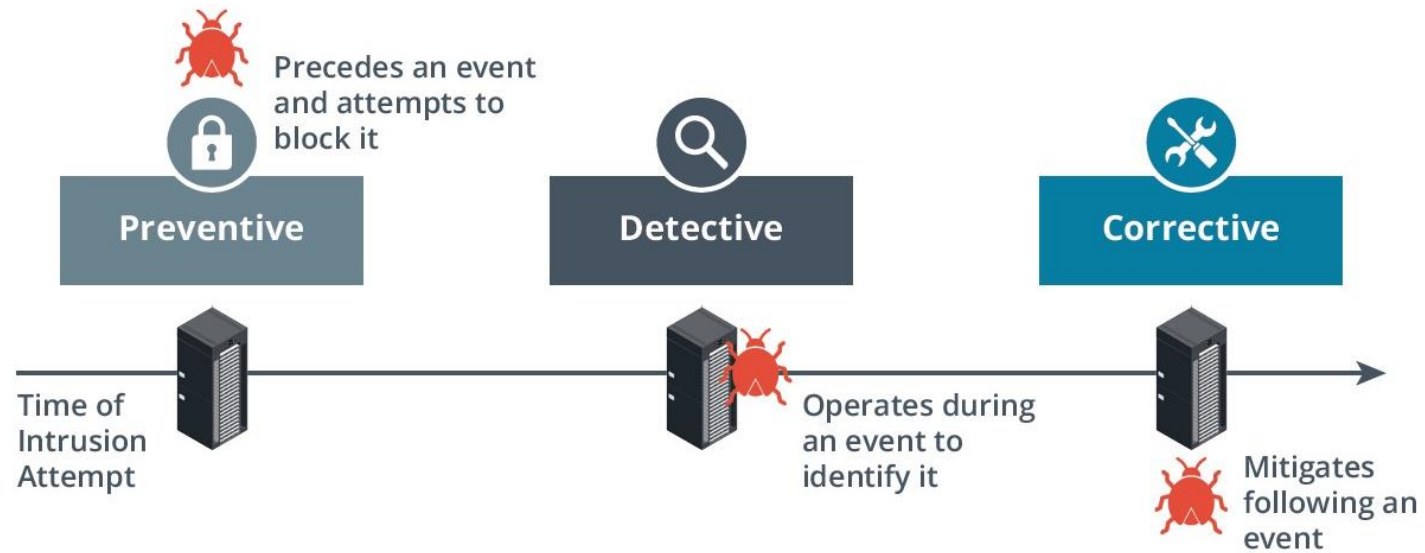 Precedes an event
and attempts to
block it
Preventive
Detective
Corrective
Time of
Intrusion
Attempt
Operates during
an event to
identify it
Mitigates
following an
event